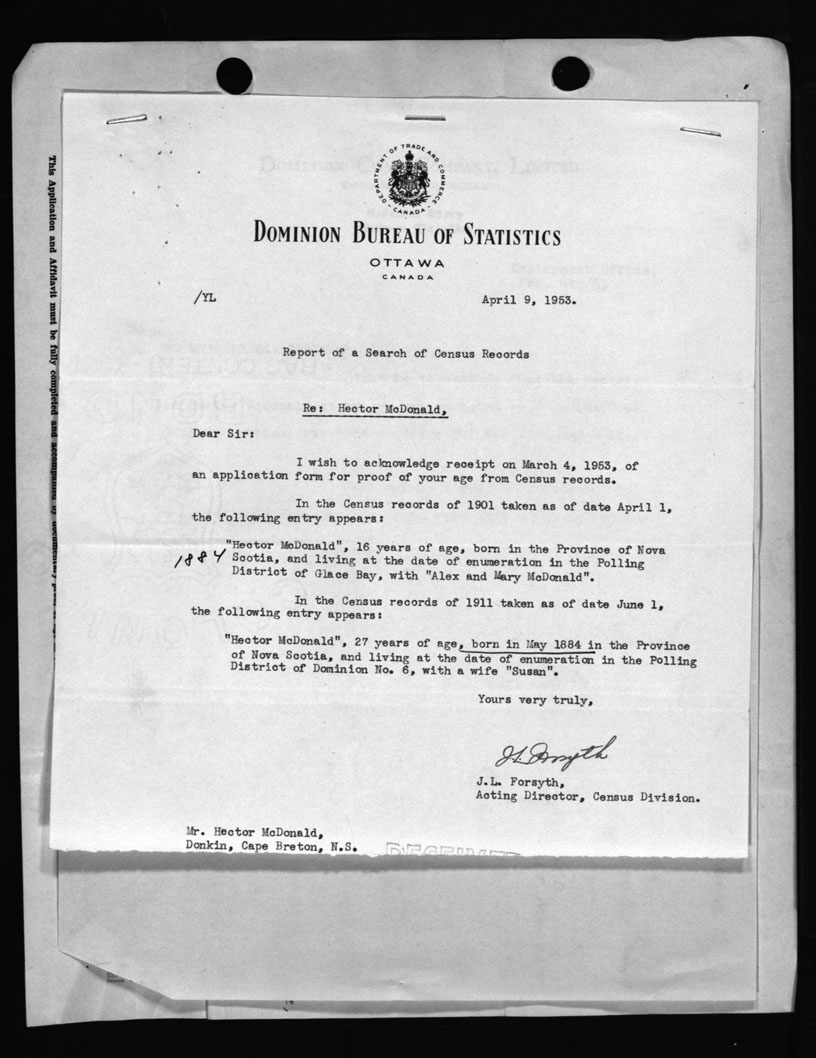 DEPARTMENT OF TRADE AND COMMERCE
- CANADA -
DOMINION BUREAU OF STATISTICS
OTTAWA
CANADA
/YL April 9, 1953.
Report of a Search of Census Records
Re: Hector McDonald,
Dear Sir:
I wish to acknowledge receipt on March 4, 1953, of
an application form for proof of your age from Census records.
In the Census records of 1901 taken as of date April 1,
the following entry appears:
"Hector McDonald", 16 years of age, born in the Province of Nova
1884 Scotia, and living at the date of enumeration in the Polling
District of Glace Bay, with "Alex and Mary McDonald".
In the Census records of 1911 taken as of date June 1,
the following entry appears:
"Hector McDonald", 27 years of age, born in May 1884 in the Province
of Nova Scotia, and living at the date of enumeration in the Polling
District of Dominion No. 6, with a wife "Susan".
Yours very truly,
J.L. Forsyth
J.L. Forsyth,
Acting Director, Census Division.
Mr. Hector McDonald,
Donkin, Cape Breton, N.S.
This Application and Affidavit must be fully completed and accompanied by